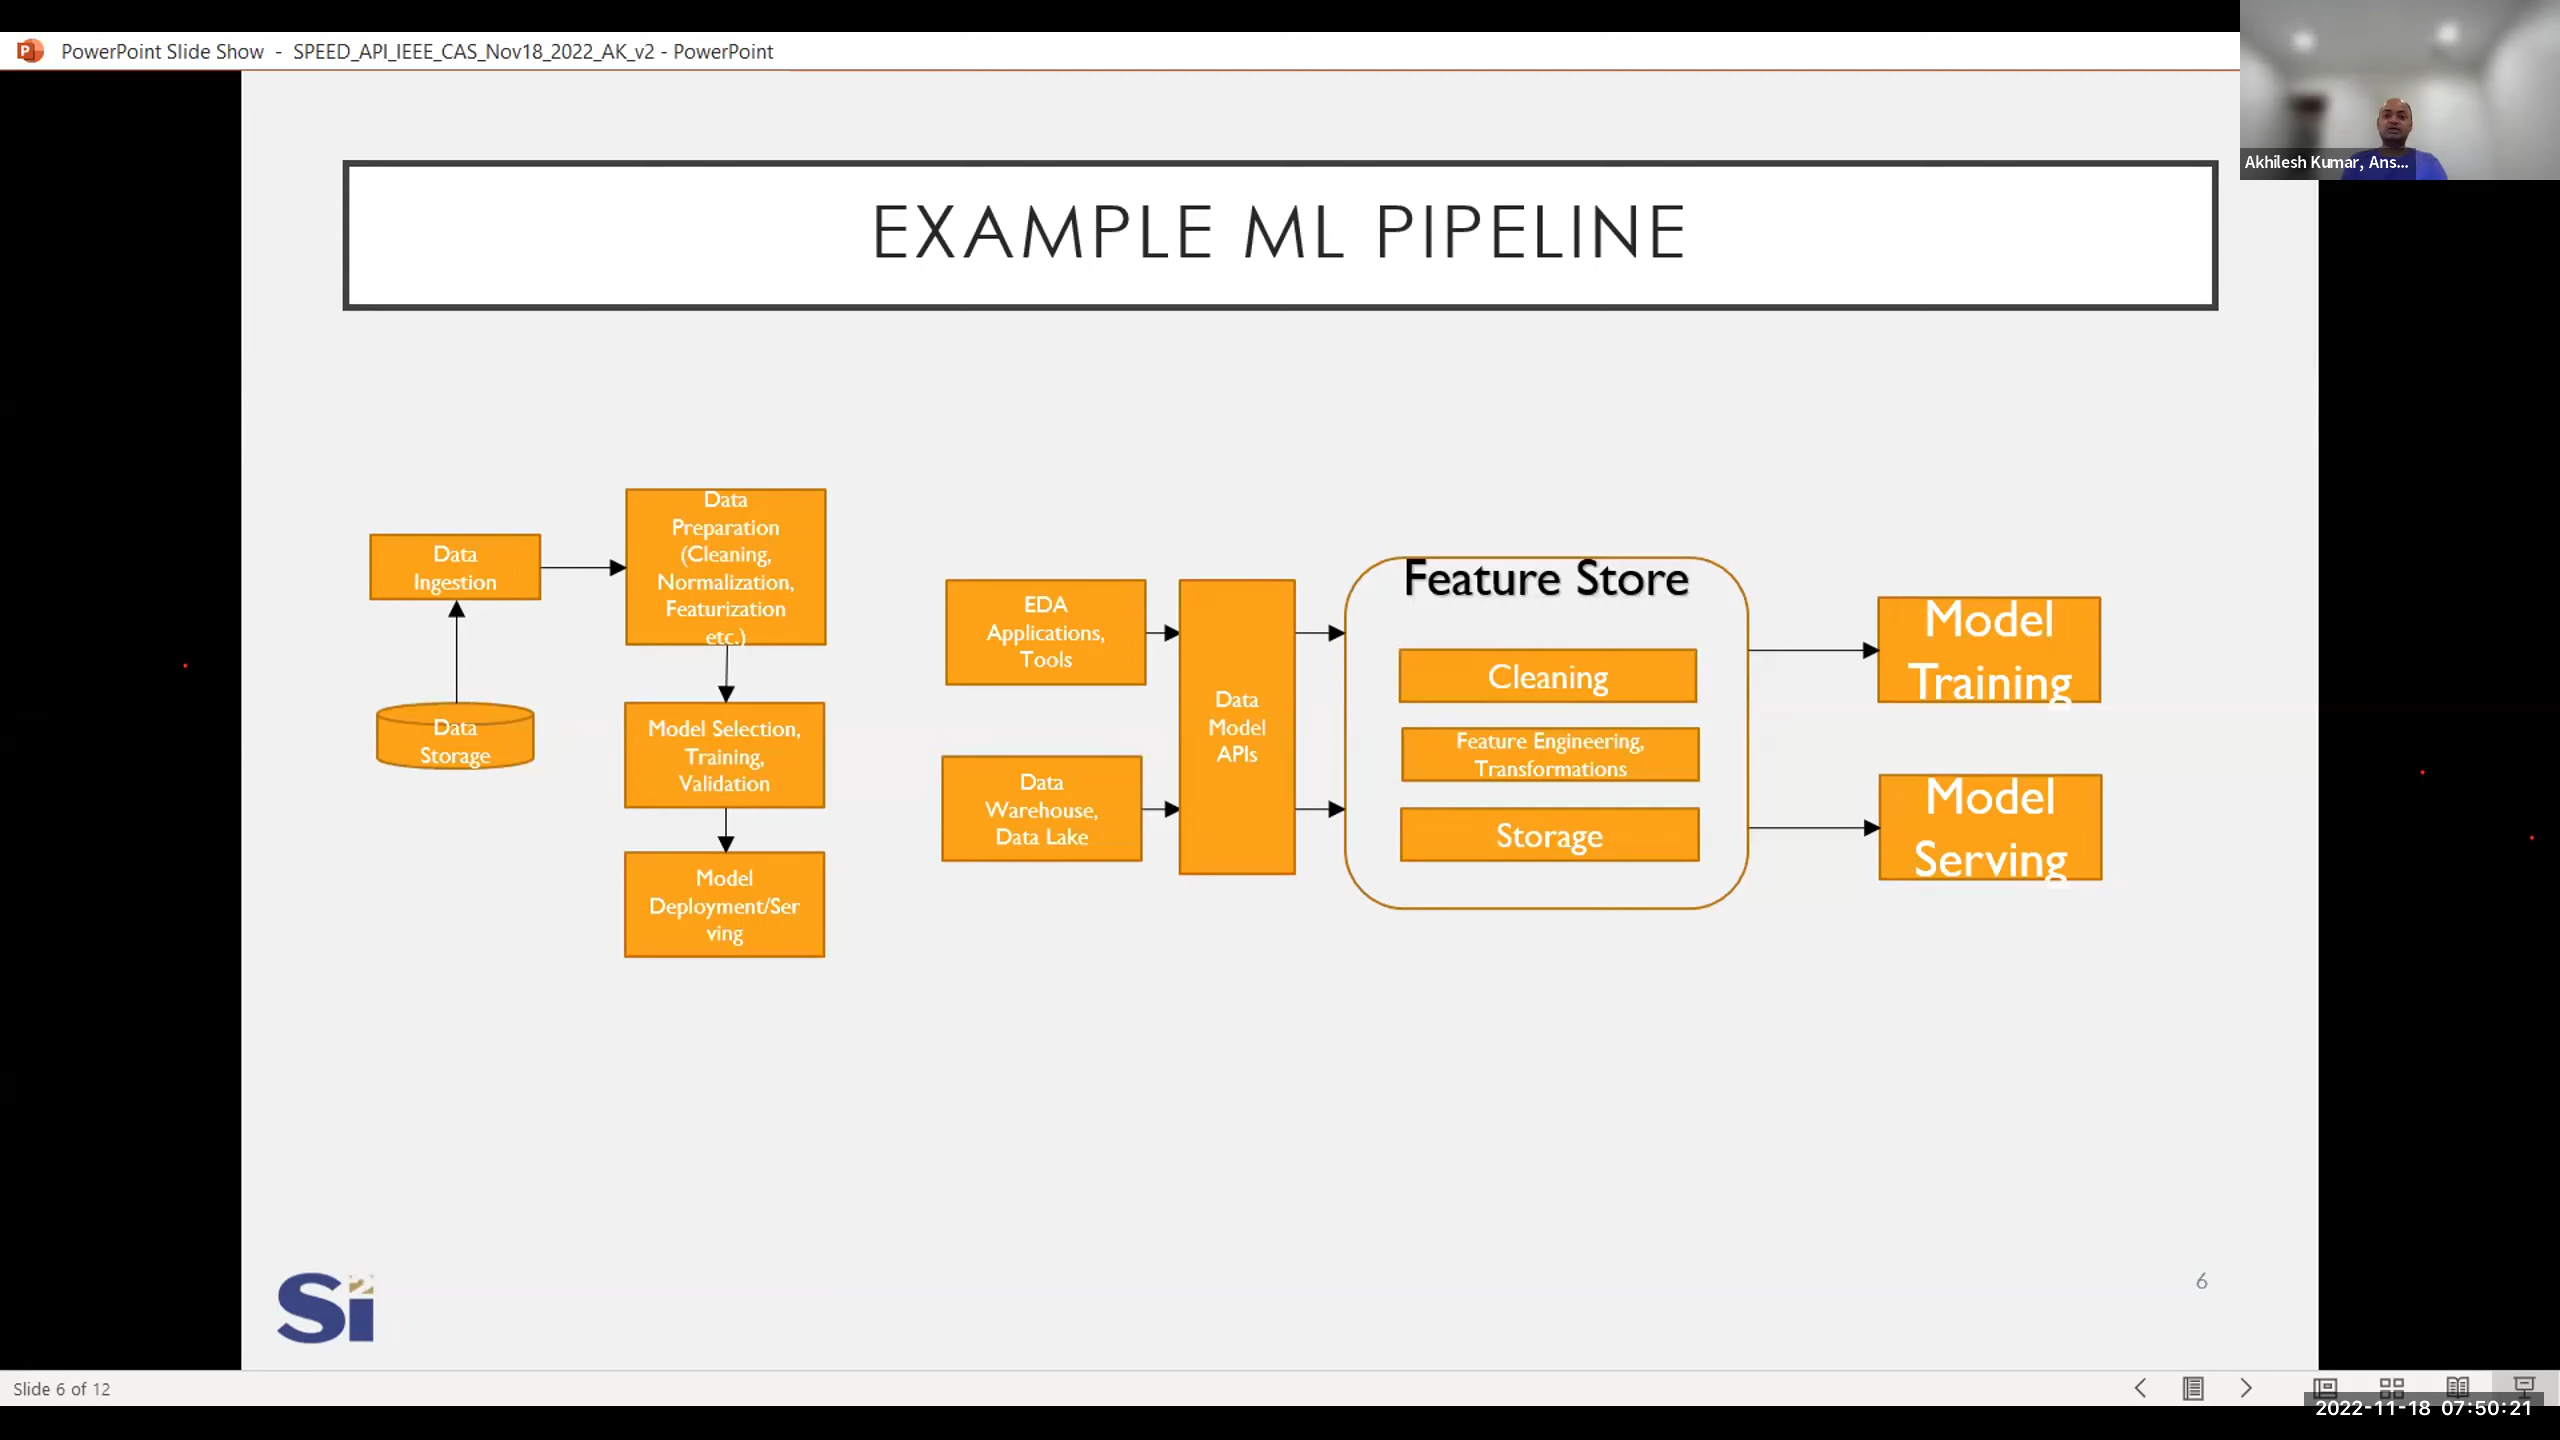 PowerPoint Slide Show - SPEED_API_IEEE_CAS_Nov18_2022_AK_v2 - PowerPoint
Akhilesh Kumar, Ans...
EXAMPLE ML PIPELINE
Data
Ingestion
Data
Storage
Data
Preparation
(Cleaning,
Normalization,
Featurization
etc.)
Model Selection,
Training,
Validation
Model
Deployment/Ser
ving
EDA
Applications,
Tools
Data
Warehouse,
Data Lake
Data
Model
APIs
Feature Store
Cleaning
Feature Engineering,
Transformations
Storage
Model
Training
Model
Serving
Si2
6
Slide 6 of 12
2022-11-18 07:50:21